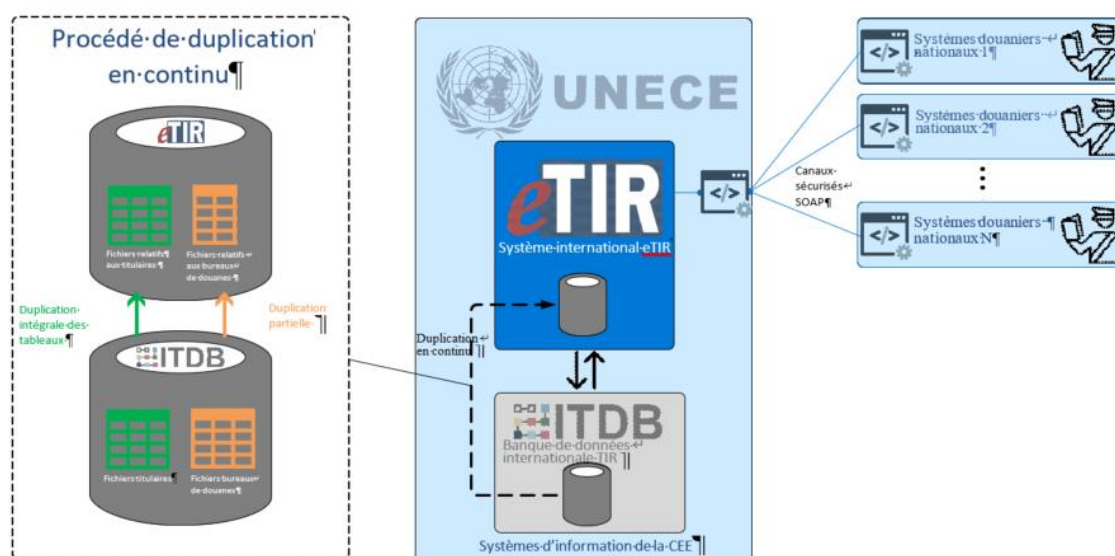 Procédé·de·duplication
en·continu¶
eTIR
Fichiers·relatifs¶
aux·titulaires·¶
Fichiers·relatifs·↵
aux·bureaux↵
de·douanes·¶
Duplication·
intégrale·des·
tableaux¶
Duplication
partielle·¶
ITDB
Fichiers·titulaires¶
Fichiers·bureaux↵
de·douanes¶
UNECE
eTIR
Système·international·eTIR
Duplication·↵
en·continu·¶
ITDB
Banque·de·données·↵
internationale·TIR·¶
Systèmes·d’information·de·la·CEE¶
</>
Canaux·
sécurisés↵
SOAP¶
</>
Systèmes·douaniers·↵
nationaux·1¶
</>
Systèmes·douaniers·↵
nationaux·2¶
</>
Systèmes·douaniers·¶
nationaux·N¶